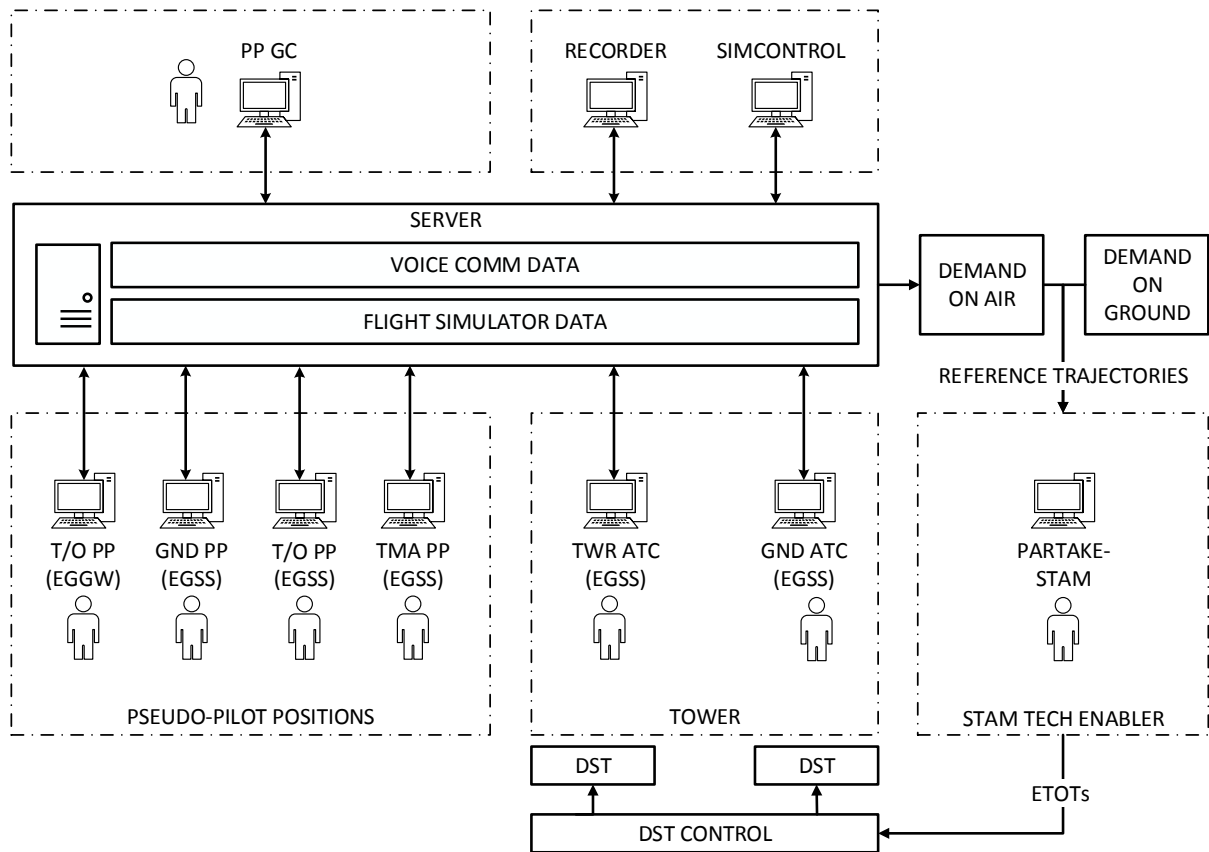 PP GC
RECORDER
SIMCONTROL
SERVER
VOICE COMM DATA
FLIGHT SIMULATOR DATA
DEMAND
ON AIR
DEMAND
ON
GROUND
REFERENCE TRAJECTORIES
T/O PP
(EGGW)
GND PP
(EGSS)
T/O PP
(EGSS)
TMA PP
(EGSS)
PSEUDO-PILOT POSITIONS
TWR ATC
(EGSS)
GND ATC
(EGSS)
TOWER
PARTAKE-
STAM
STAM TECH ENABLER
DST
DST
ETOTs
DST CONTROL